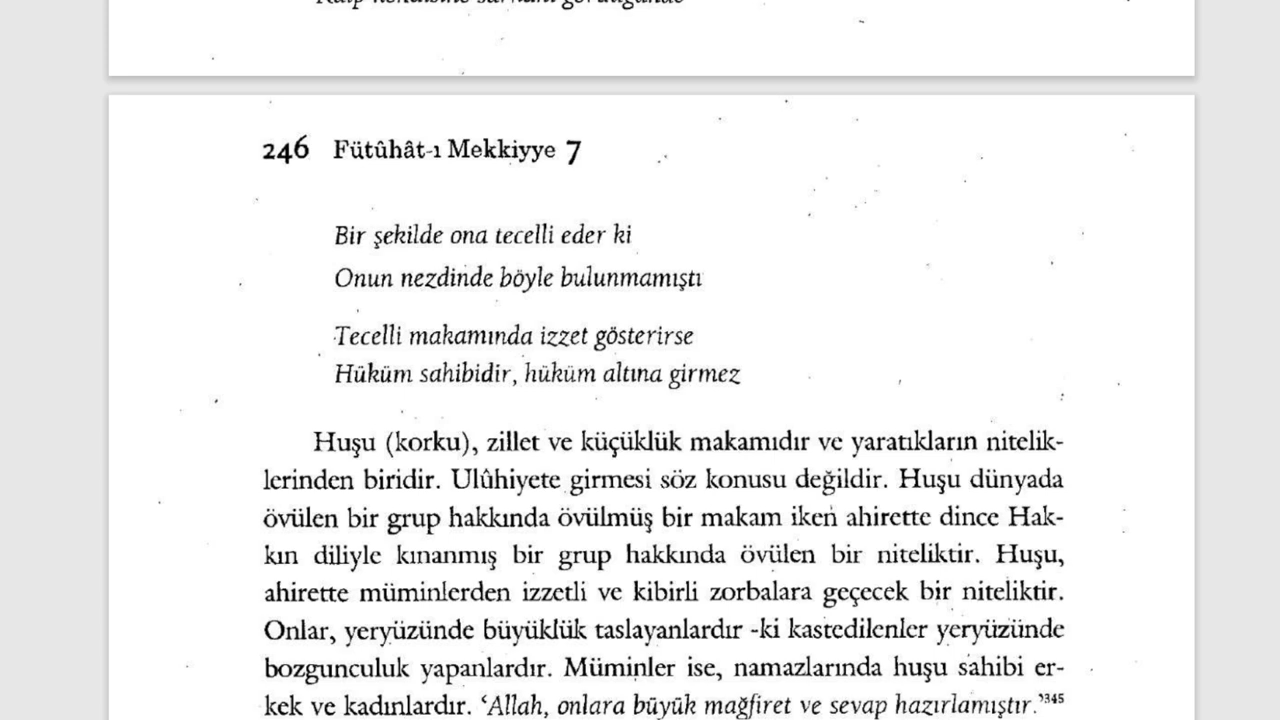 246 Fütûhât-ı Mekkiyye 7
Bir şekilde ona tecelli eder ki
Onun nezdinde böyle bulunmamıştı
Tecelli makamında izzet gösterirse
Hüküm sahibidir, hüküm altına girmez
Huşu (korku), zillet ve küçüklük makamıdır ve yaratıkların nitelik-
lerinden biridir. Ulûhiyete girmesi söz konusu değildir. Huşu dünyada
övülen bir grup hakkında övülmüş bir makam iken ahirette dince Hak-
kın diliyle kınanmış bir grup hakkında övülen bir niteliktir. Huşu,
ahirette müminlerden izzetli ve kibirli zorbalara geçecek bir niteliktir.
Onlar, yeryüzünde büyüklük taslayanlardır -ki kastedilenler yeryüzünde
bozgunculuk yapanlardır. Müminler ise, namazlarında huşu sahibi er-
kek ve kadınlardır. ‘Allah, onlara büyük mağfiret ve sevap hazırlamıştır.’345